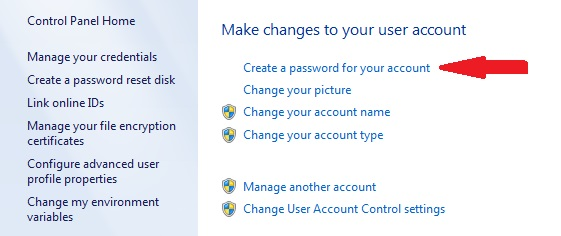 Control Panel Home
Manage your credentials
Create a password reset disk
Link online IDs
Manage your file encryption
certificates
Configure advanced user
profile properties
Change my environment
variables
Make changes to your user account
Create a password for your account
Change your picture
Change your account name
Change your account type
Manage another account
Change User Account Control settings